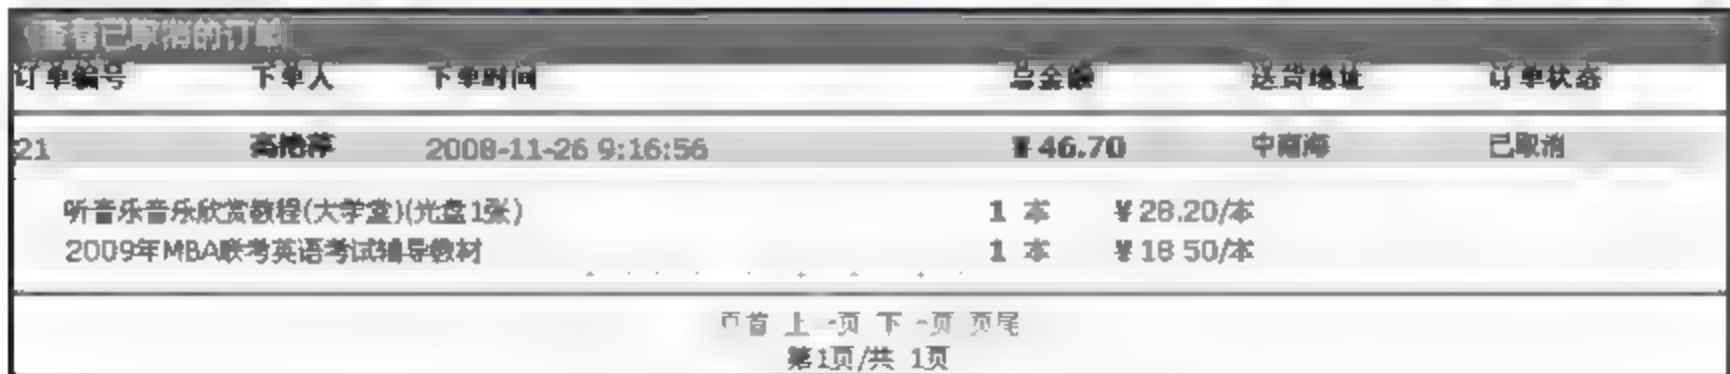 查看已取消的订单
订单编号 下单人 下单时间 总金额 送货地址 订单状态
21 高艳萍 2008-11-26 9:16:56 ¥46.70 中南海 已取消
听音乐音乐欣赏教程(大学堂)(光盘1张) 1 本 ¥28.20/本
2009年MBA联考英语考试辅导教材 1 本 ¥18.50/本
页首 上一页 下一页 页尾
第1页/共 1页